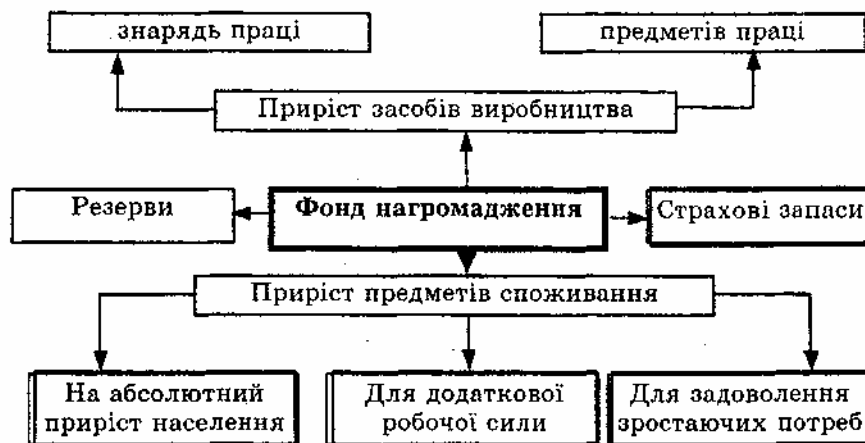 знарядь праці
предметів праці
Приріст засобів виробництва
Резерви
Фонд нагромадження
Страхові запаси
Приріст предметів споживання
На абсолютний
приріст населення
Для додаткової
робочої сили
Для задоволення
зростаючих потреб